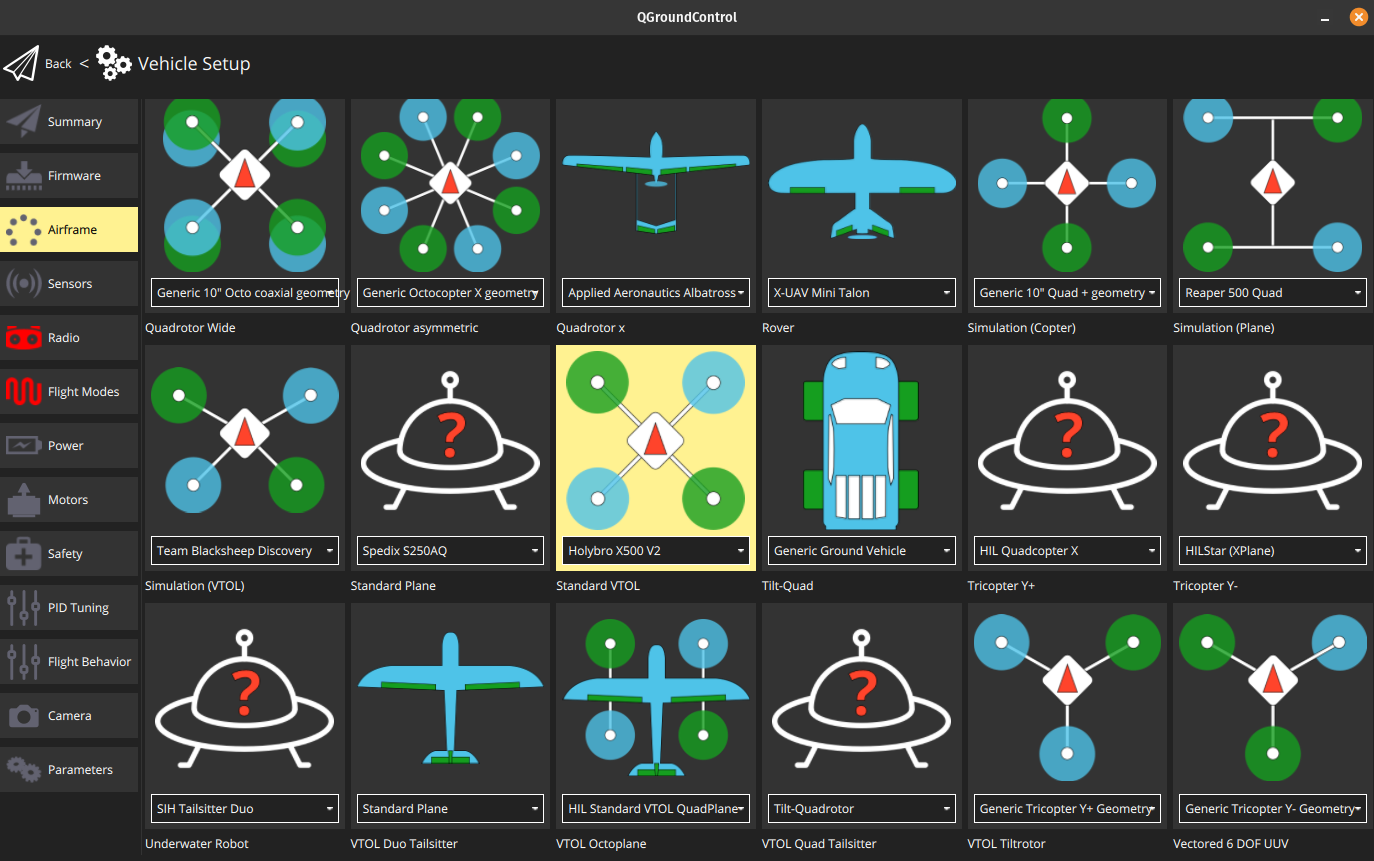 QGroundControl
Back < Vehicle Setup
Summary
Firmware
Airframe
Sensors
Radio
Flight Modes
Power
Motors
Safety
PID Tuning
Flight Behavior
Camera
Parameters
Generic 10" Octo coaxial geometry
Generic Octocopter X geometry
Applied Aeronautics Albatross
X-UAV Mini Talon
Generic 10" Quad + geometry
Reaper 500 Quad
Quadrotor Wide
Quadrotor asymmetric
Quadrotor x
Rover
Simulation (Copter)
Simulation (Plane)
?
?
?
Team Blacksheep Discovery
Spedix S250AQ
Holybro X500 V2
Generic Ground Vehicle
HIL Quadcopter X
HILStar (XPlane)
Simulation (VTOL)
Standard Plane
Standard VTOL
Tilt-Quad
Tricopter Y+
Tricopter Y-
?
?
SIH Tailsitter Duo
Standard Plane
HIL Standard VTOL QuadPlane
Tilt-Quadrotor
Generic Tricopter Y+ Geometry
Generic Tricopter Y- Geometry
Underwater Robot
VTOL Duo Tailsitter
VTOL Octoplane
VTOL Quad Tailsitter
VTOL Tiltrotor
Vectored 6 DOF UUV